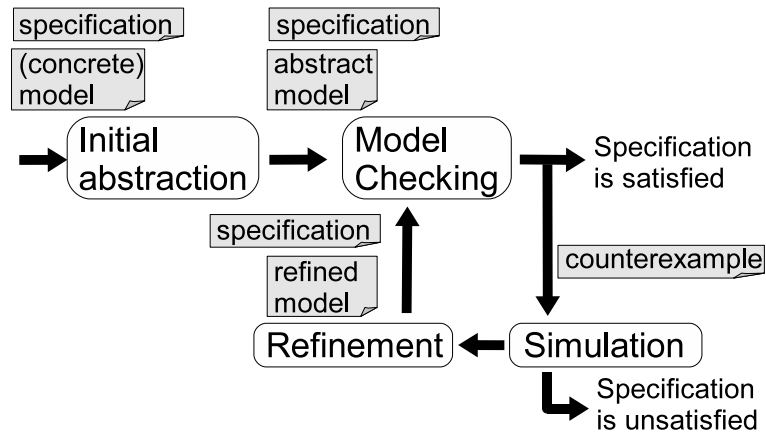 specification
(concrete)
model
specification
abstract
model
Initial
abstraction
Model
Checking
Specification
is satisfied
specification
refined
model
counterexample
Refinement
Simulation
Specification
is unsatisfied